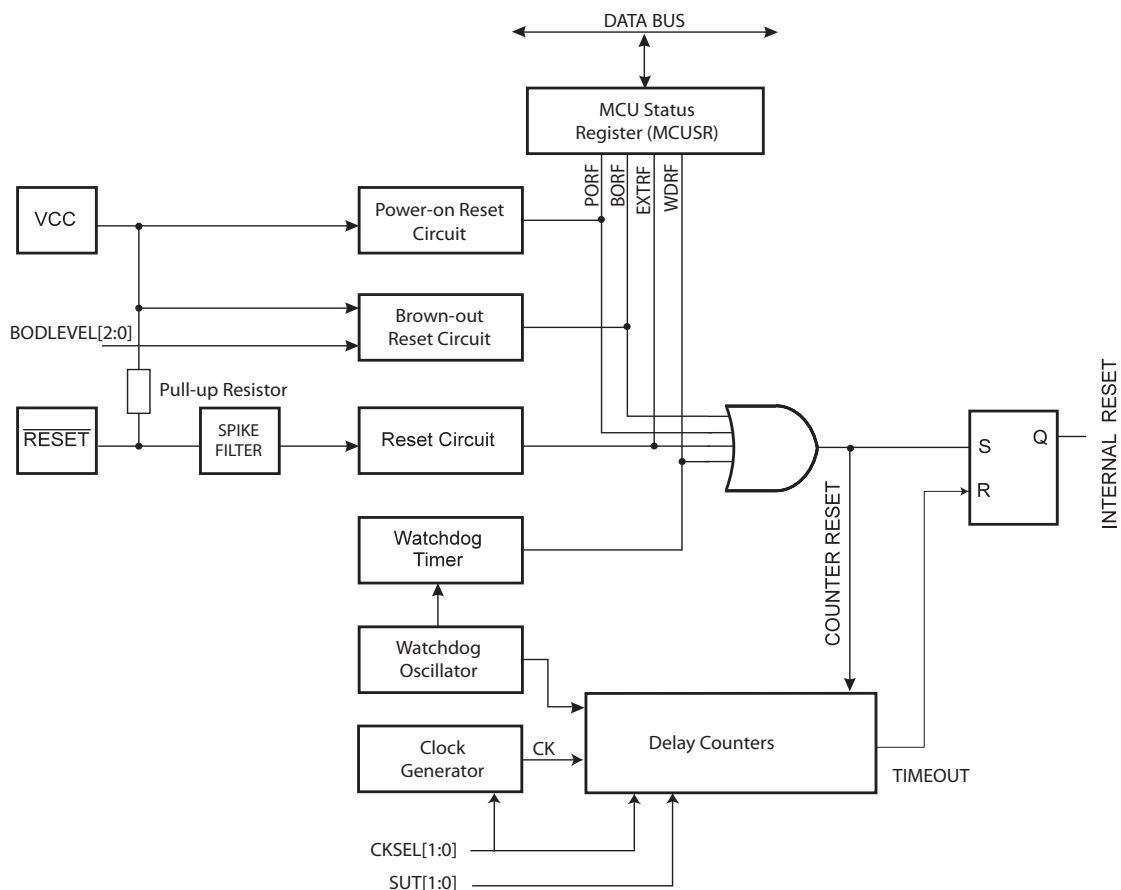 DATA BUS
MCU Status
Register (MCUSR)
PORF
BORF
EXTRF
WDRF
VCC
Power-on Reset
Circuit
Brown-out
Reset Circuit
BODLEVEL[2:0]
Pull-up Resistor
RESET
SPIKE
FILTER
Reset Circuit
S
Q
R
INTERNAL RESET
COUNTER RESET
Watchdog
Timer
Watchdog
Oscillator
Clock
Generator
CK
Delay Counters
TIMEOUT
CKSEL[1:0]
SUT[1:0]